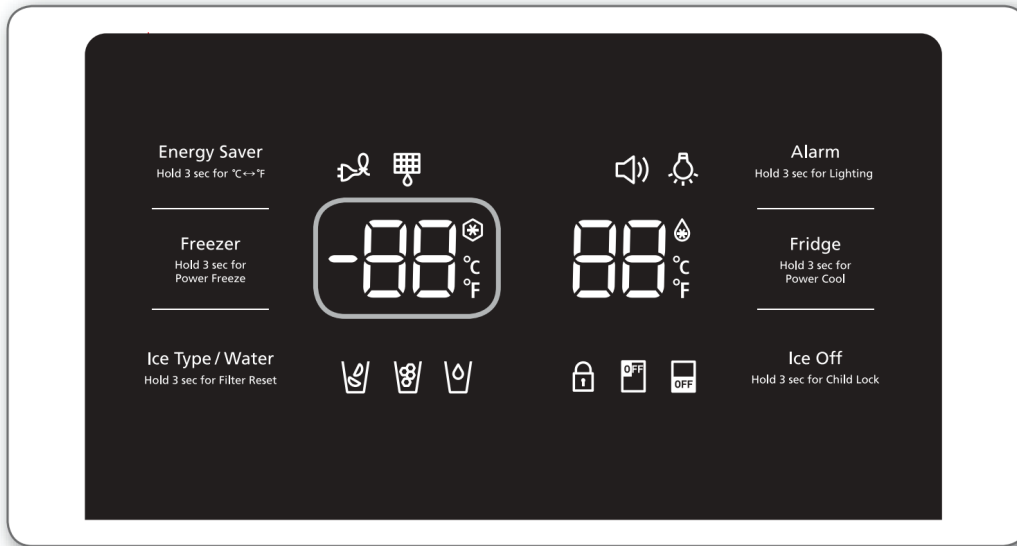 Energy Saver
Hold 3 sec for °C↔°F
Alarm
Hold 3 sec for Lighting
Freezer
Hold 3 sec for
Power Freeze
-88 °C
°F
88 °C
°F
Fridge
Hold 3 sec for
Power Cool
Ice Type / Water
Hold 3 sec for Filter Reset
OFF
OFF
Ice Off
Hold 3 sec for Child Lock